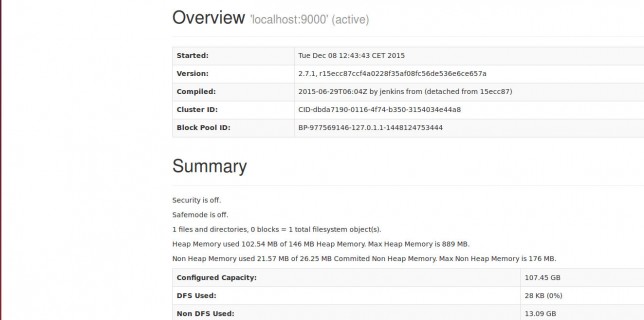 Overview 'localhost:9000' (active)
Started: Tue Dec 08 12:43:43 CET 2015
Version: 2.7.1, r15ecc87ccf4a0228f35af08fc56de536e6ce657a
Compiled: 2015-06-29T06:04Z by jenkins from (detached from 15ecc87)
Cluster ID: CID-dbda7190-0116-4f74-b350-3154034e44a8
Block Pool ID: BP-977569146-127.0.1.1-1448124753444
Summary
Security is off.
Safemode is off.
1 files and directories, 0 blocks = 1 total filesystem object(s).
Heap Memory used 102.54 MB of 146 MB Heap Memory. Max Heap Memory is 889 MB.
Non Heap Memory used 21.57 MB of 26.25 MB Commited Non Heap Memory. Max Non Heap Memory is 176 MB.
Configured Capacity: 107.45 GB
DFS Used: 28 KB (0%)
Non DFS Used: 13.09 GB